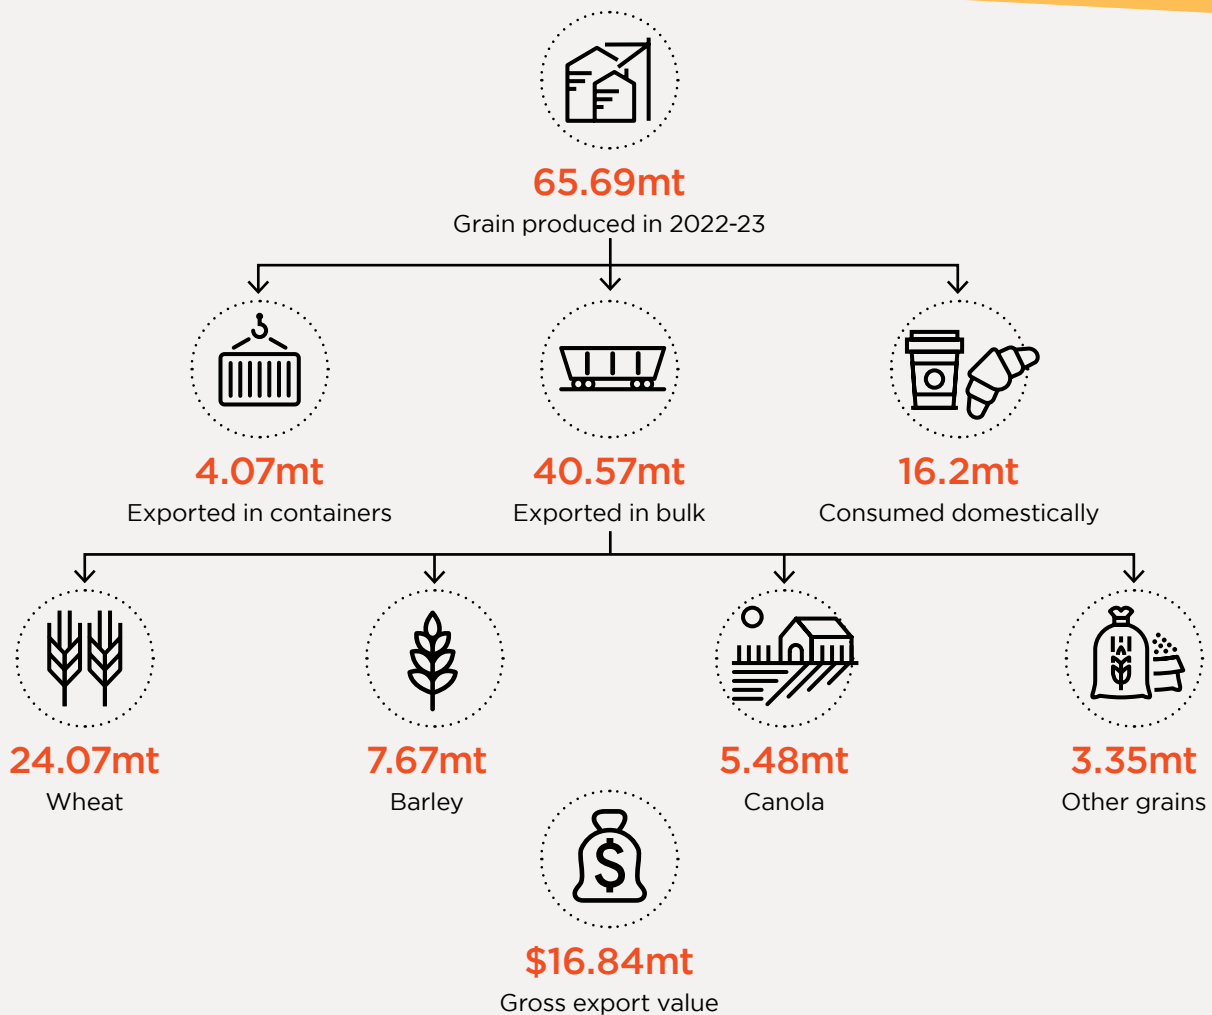 65.69mt
Grain produced in 2022-23
4.07mt
Exported in containers
40.57mt
Exported in bulk
16.2mt
Consumed domestically
24.07mt
Wheat
7.67mt
Barley
5.48mt
Canola
3.35mt
Other grains
$
$16.84mt
Gross export value